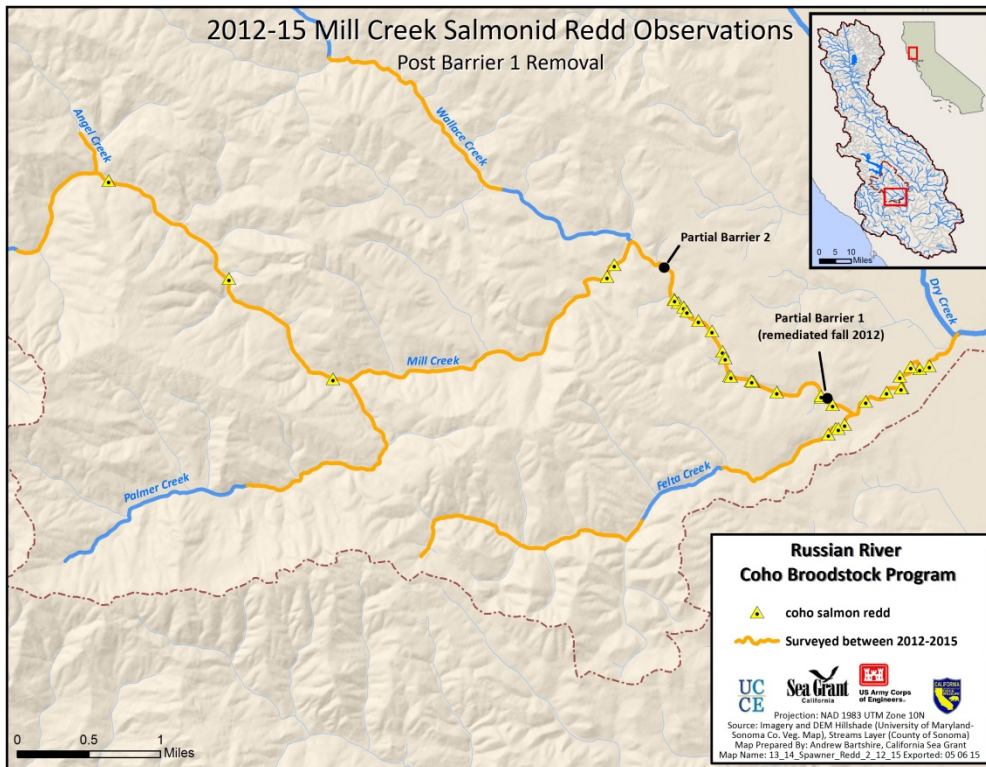 2012-15 Mill Creek Salmonid Redd Observations
Post Barrier 1 Removal
Angel Creek
Wallace Creek
Partial Barrier 2
Dry Creek
Partial Barrier 1
(remediated fall 2012)
Mill Creek
Palmer Creek
Felta Creek
0 5 10
Miles
Russian River
Coho Broodstock Program
coho salmon redd
Surveyed between 2012-2015
UC
CE
Sea Grant
California
US Army Corps
of Engineers®
CALIFORNIA
Projection: NAD 1983 UTM Zone 10N
Source: Imagery and DEM Hillshade (University of Maryland-
Sonoma Co. Veg. Map), Streams Layer (County of Sonoma)
Map Prepared By: Andrew Bartshire, California Sea Grant
Map Name: 13_14_Spawner_Redd_2_12_15 Exported: 05 06 15
0 0.5 1
Miles